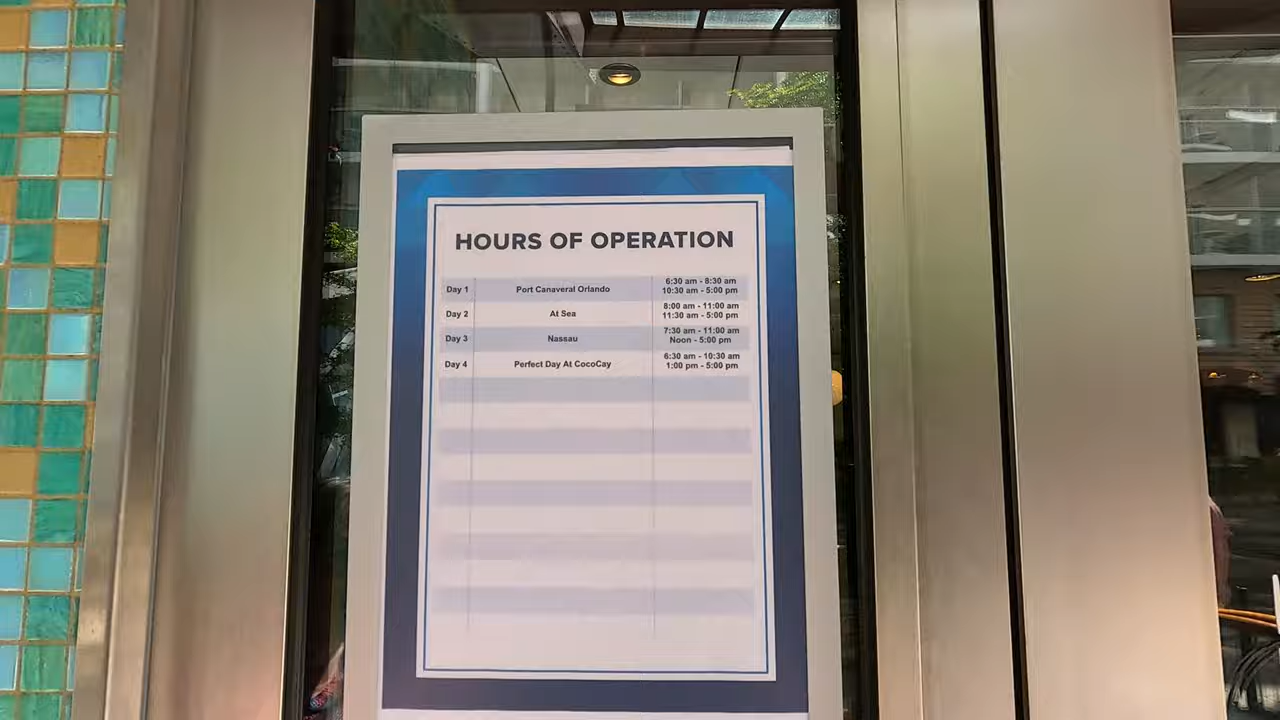 HOURS OF OPERATION
Day 1 Port Canaveral Orlando 6:30 am - 8:30 am
10:30 am - 5:00 pm
Day 2 At Sea 8:00 am - 11:00 am
11:30 am - 5:00 pm
Day 3 Nassau 7:30 am - 11:00 am
Noon - 5:00 pm
Day 4 Perfect Day At CocoCay 6:30 am - 10:30 am
1:00 pm - 5:00 pm